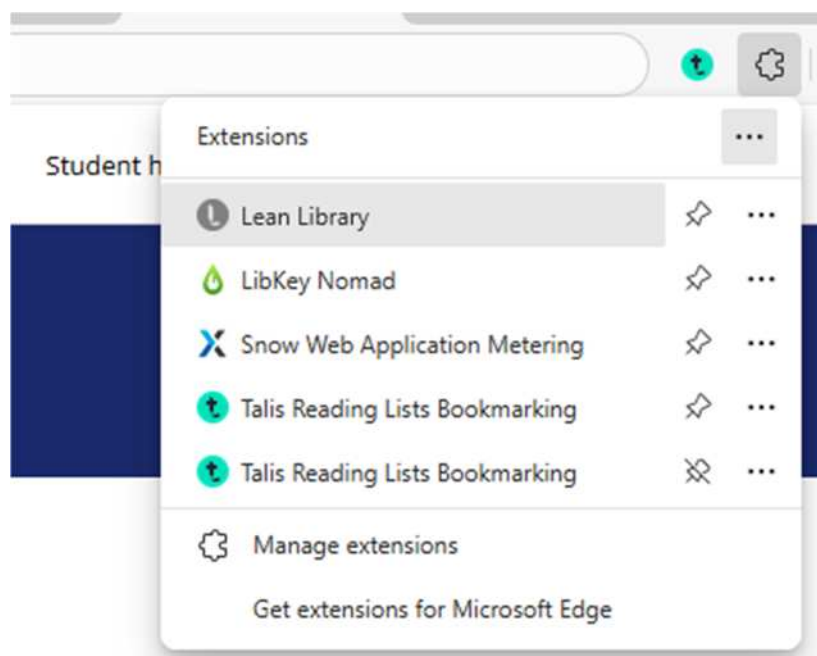 Extensions
Student h
Lean Library
LibKey Nomad
Snow Web Application Metering
Talis Reading Lists Bookmarking
Talis Reading Lists Bookmarking
Manage extensions
Get extensions for Microsoft Edge